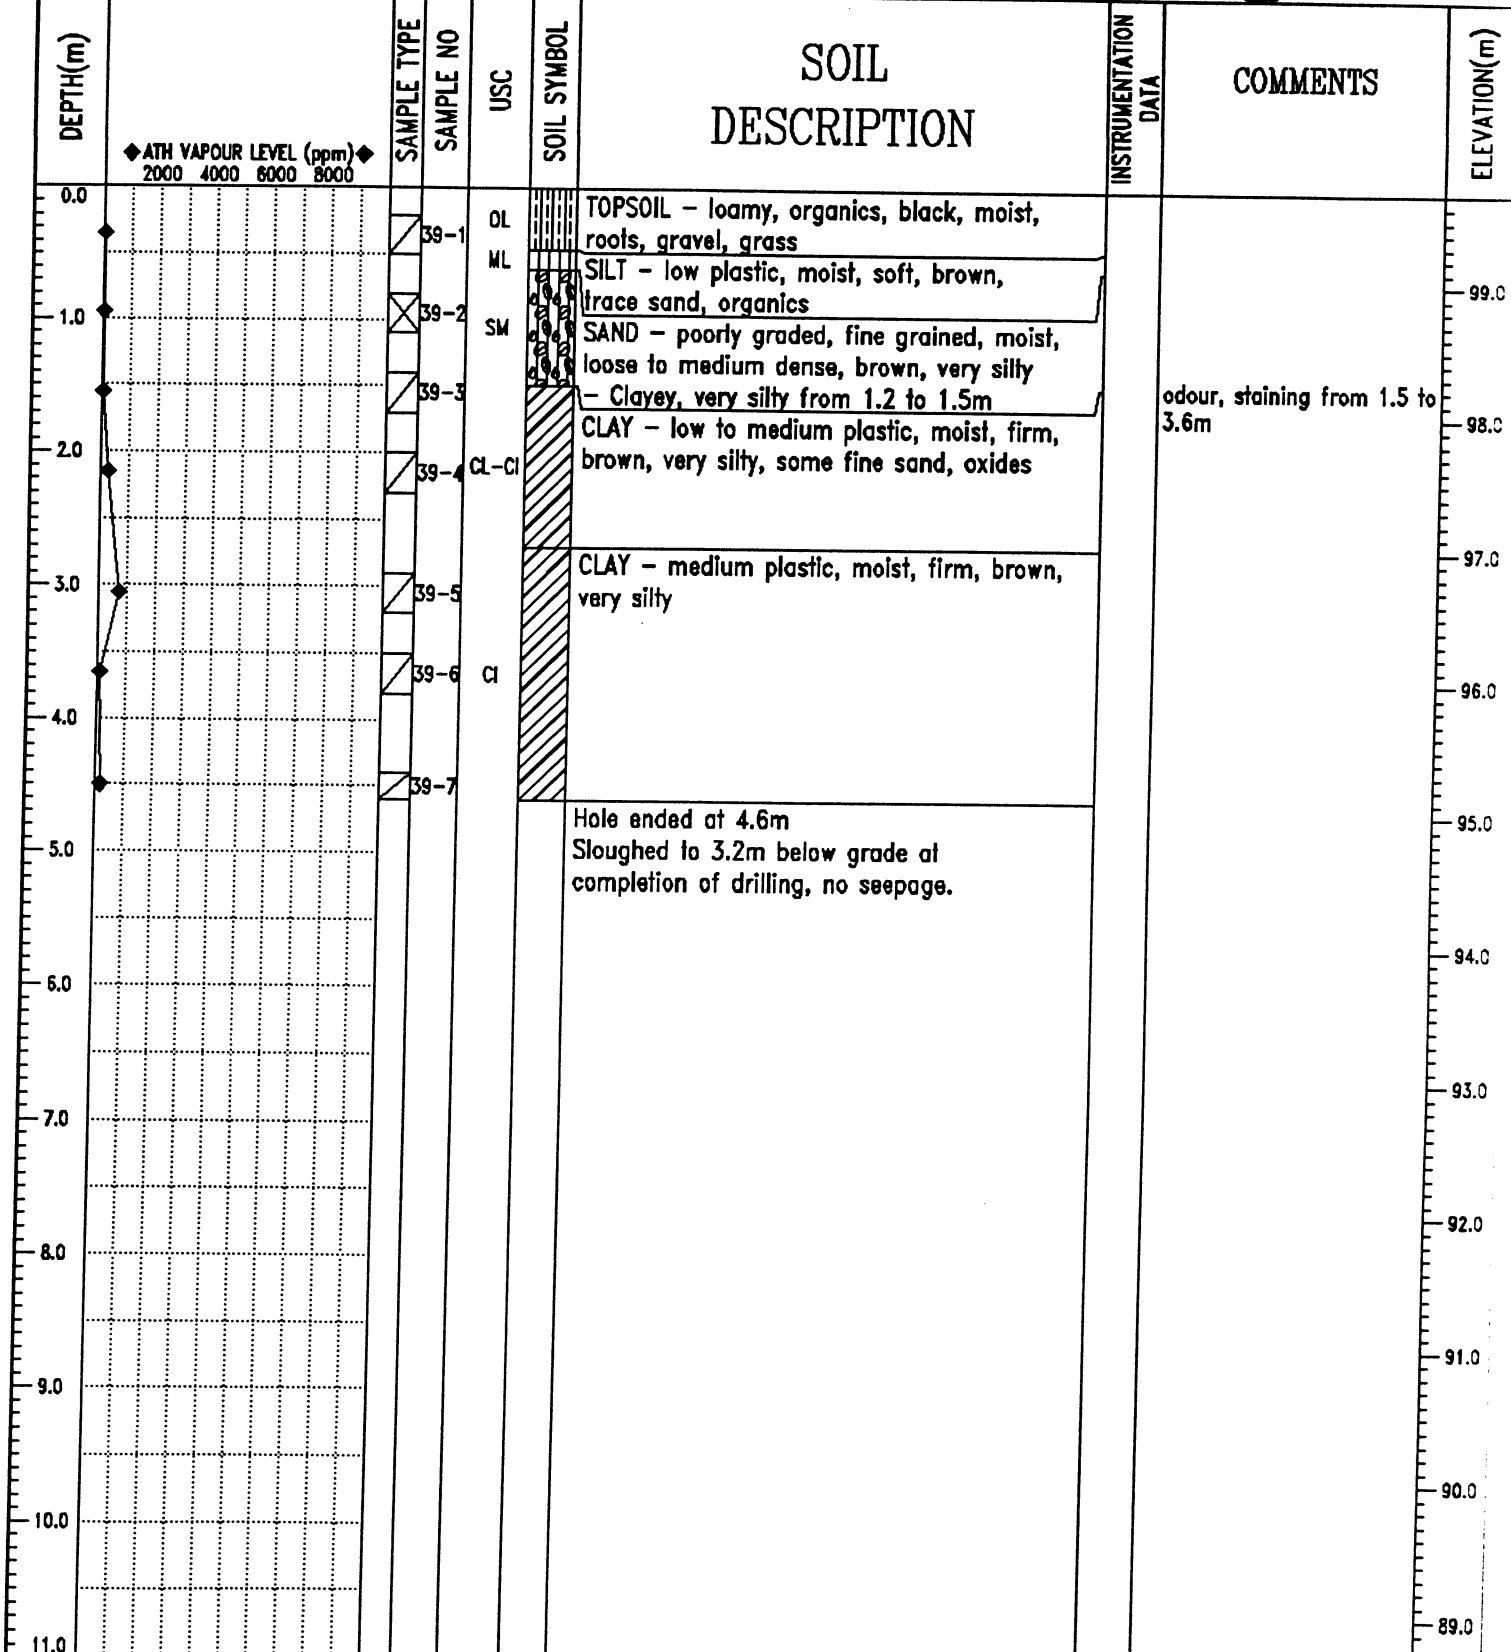 DEPTH(m)
◆ATH VAPOUR LEVEL (ppm)◆
2000 4000 6000 8000
SAMPLE TYPE
SAMPLE NO
USC
SOIL SYMBOL
SOIL
DESCRIPTION
INSTRUMENTATION
DATA
COMMENTS
ELEVATION(m)
0.0
1.0
2.0
3.0
4.0
5.0
6.0
7.0
8.0
9.0
10.0
11.0
39-1
39-2
39-3
39-4
39-5
39-6
39-7
OL
ML
SM
CL-CI
CI
TOPSOIL - loamy, organics, black, moist,
roots, gravel, grass
SILT - low plastic, moist, soft, brown,
trace sand, organics
SAND - poorly graded, fine grained, moist,
loose to medium dense, brown, very silty
- Clayey, very silty from 1.2 to 1.5m
CLAY - low to medium plastic, moist, firm,
brown, very silty, some fine sand, oxides
CLAY - medium plastic, moist, firm, brown,
very silty
Hole ended at 4.6m
Sloughed to 3.2m below grade at
completion of drilling, no seepage.
odour, staining from 1.5 to
3.6m
99.0
98.0
97.0
96.0
95.0
94.0
93.0
92.0
91.0
90.0
89.0